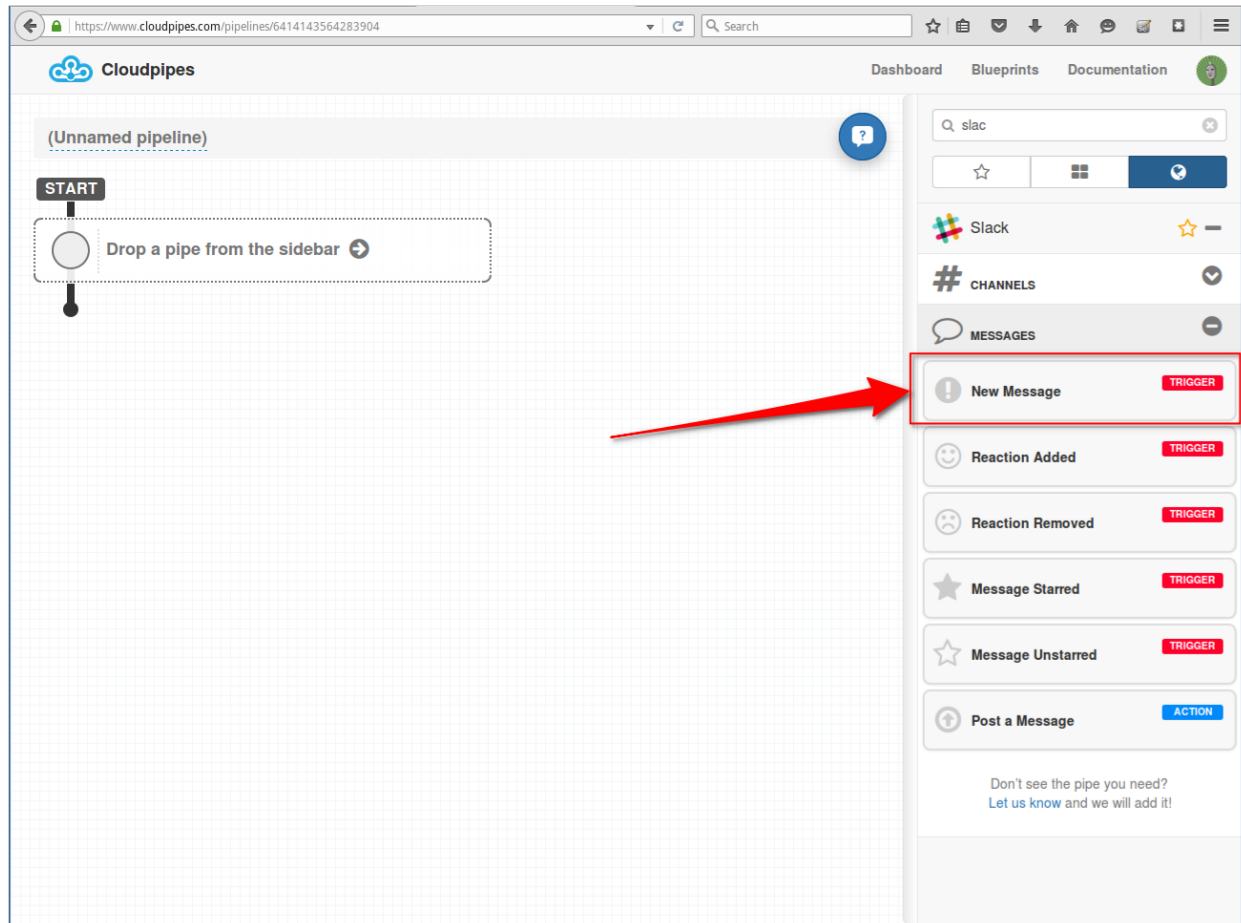 https://www.cloudpipes.com/pipelines/6414143564283904
Search
Cloudpipes
Dashboard Blueprints Documentation
(Unnamed pipeline)
?
slac
START
Drop a pipe from the sidebar
Slack
# CHANNELS
MESSAGES
New Message TRIGGER
Reaction Added TRIGGER
Reaction Removed TRIGGER
Message Starred TRIGGER
Message Unstarred TRIGGER
Post a Message ACTION
Don't see the pipe you need?
Let us know and we will add it!